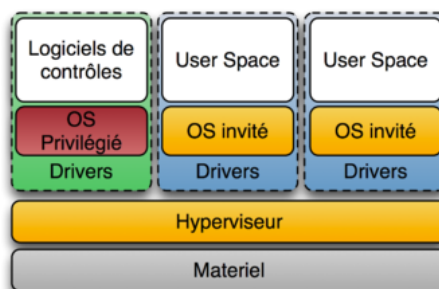 Logiciels de
contrôles
User Space
User Space
OS
Privilégié
OS invité
OS invité
Drivers
Drivers
Drivers
Hyperviseur
Materiel